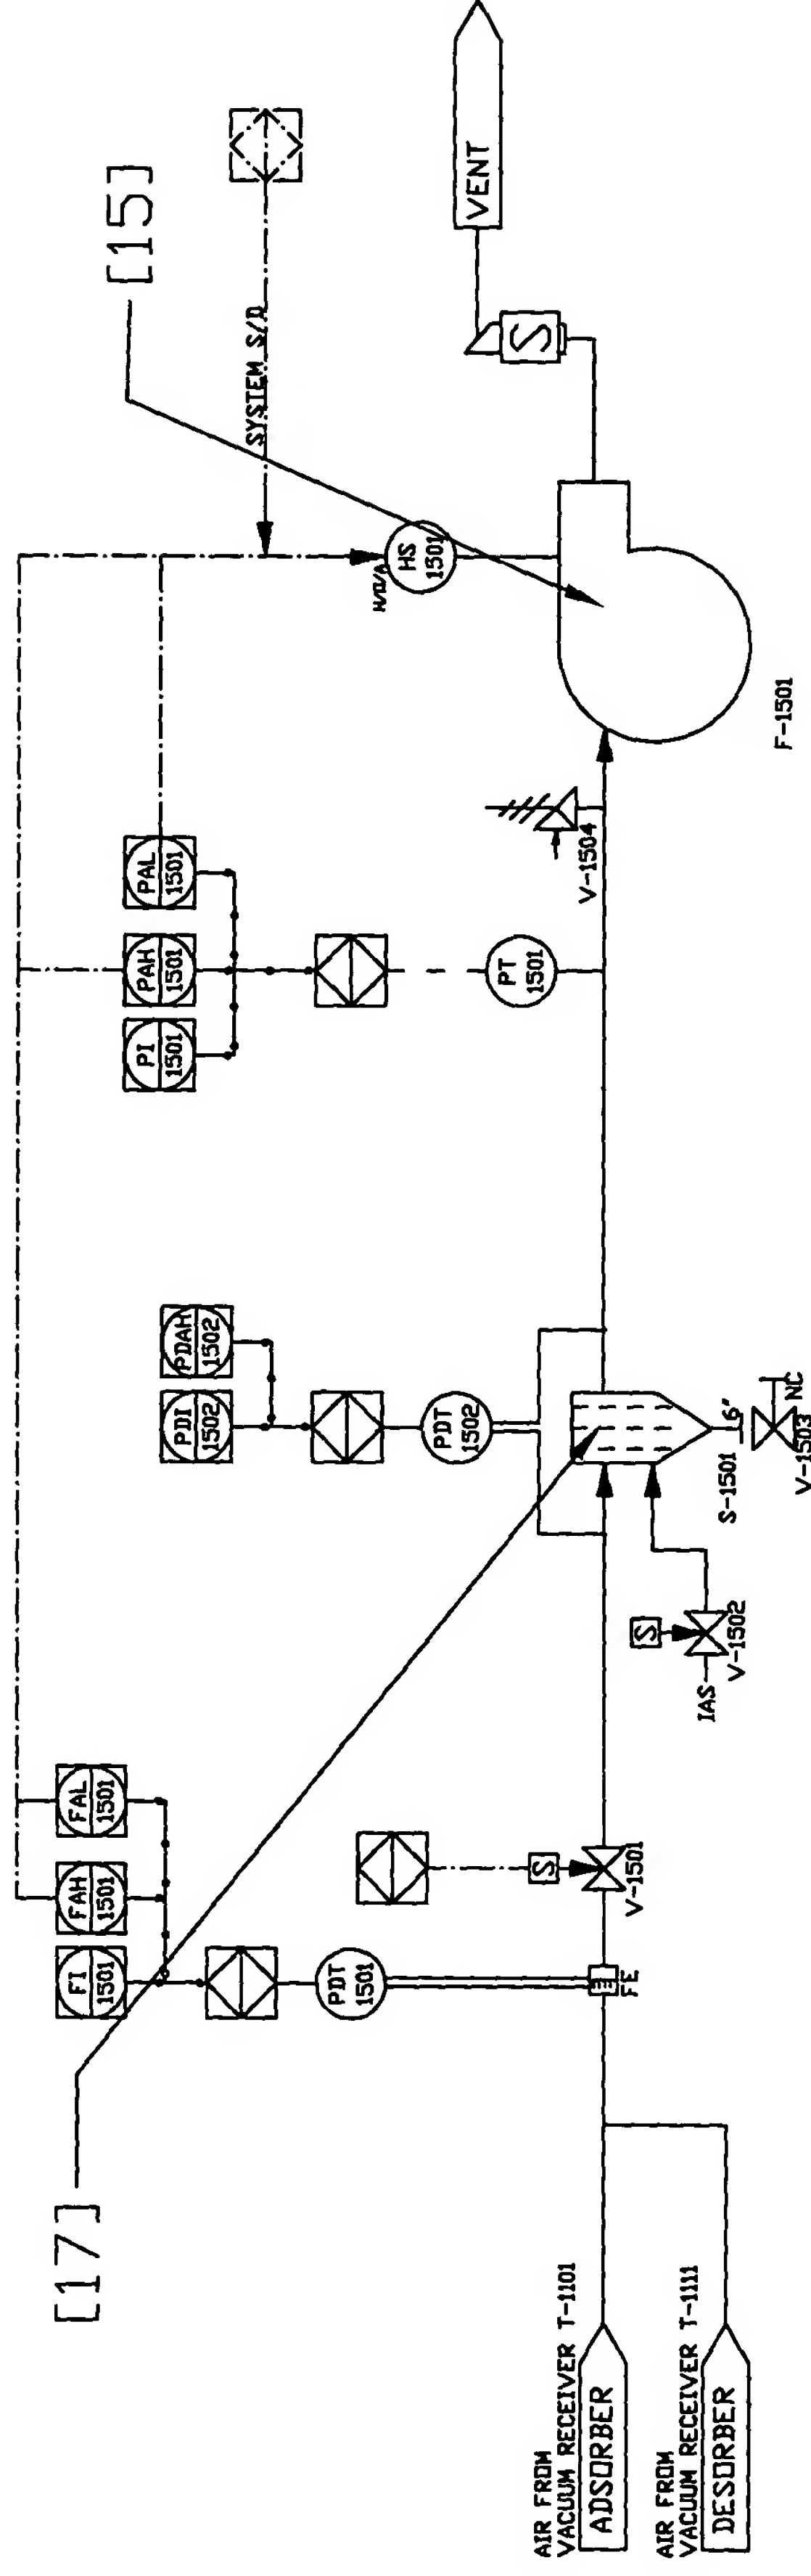 [17]
[15]
FI
1501
FAH
1501
FAL
1501
PDI
1502
PDAH
1502
PI
1501
PAH
1501
PAL
1501
SYSTEM S/D
H/O/A
HS
1501
PDT
1501
S
PDT
1502
PT
1501
V-1504
S
VENT
AIR FROM
VACUUM RECEIVER T-1101
ADSORBER
AIR FROM
VACUUM RECEIVER T-1111
DESORBER
FE
V-1501
IAS
S
V-1502
S-1501
6"
NC
V-1503
F-1501